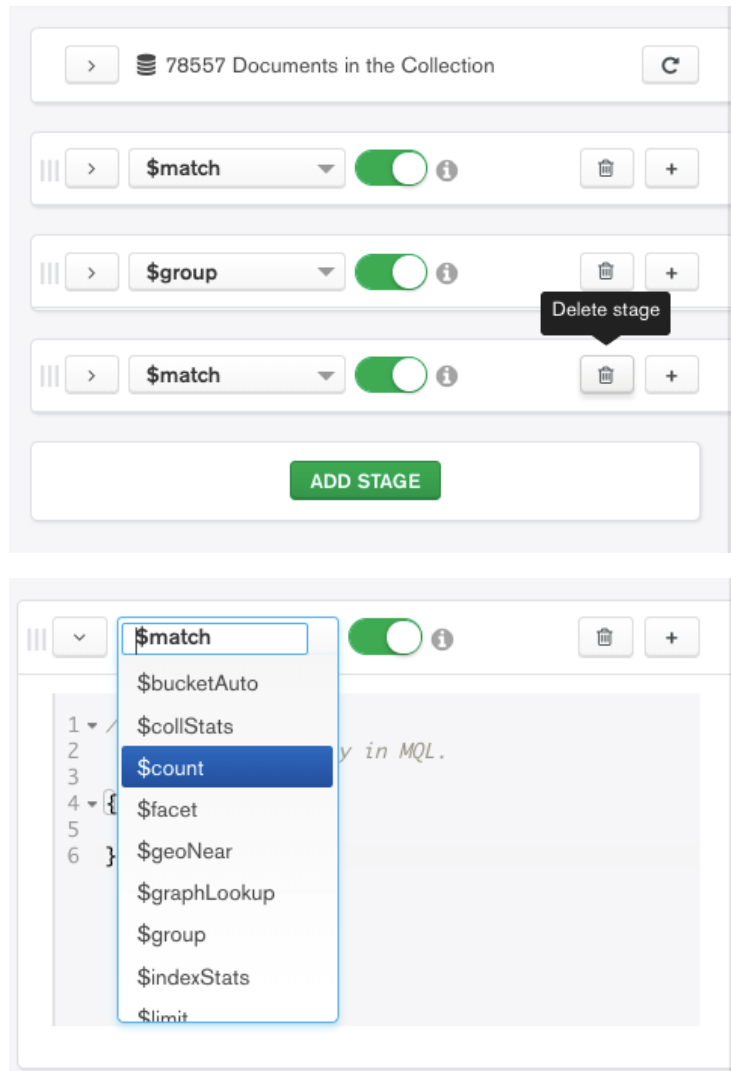 78557 Documents in the Collection
$match
$group
Delete stage
$match
ADD STAGE
$match
$bucketAuto
$collStats
$count
$facet
$geoNear
$graphLookup
$group
$indexStats
$limit
1 /
2 y in MQL.
3
4 {
5
6 }